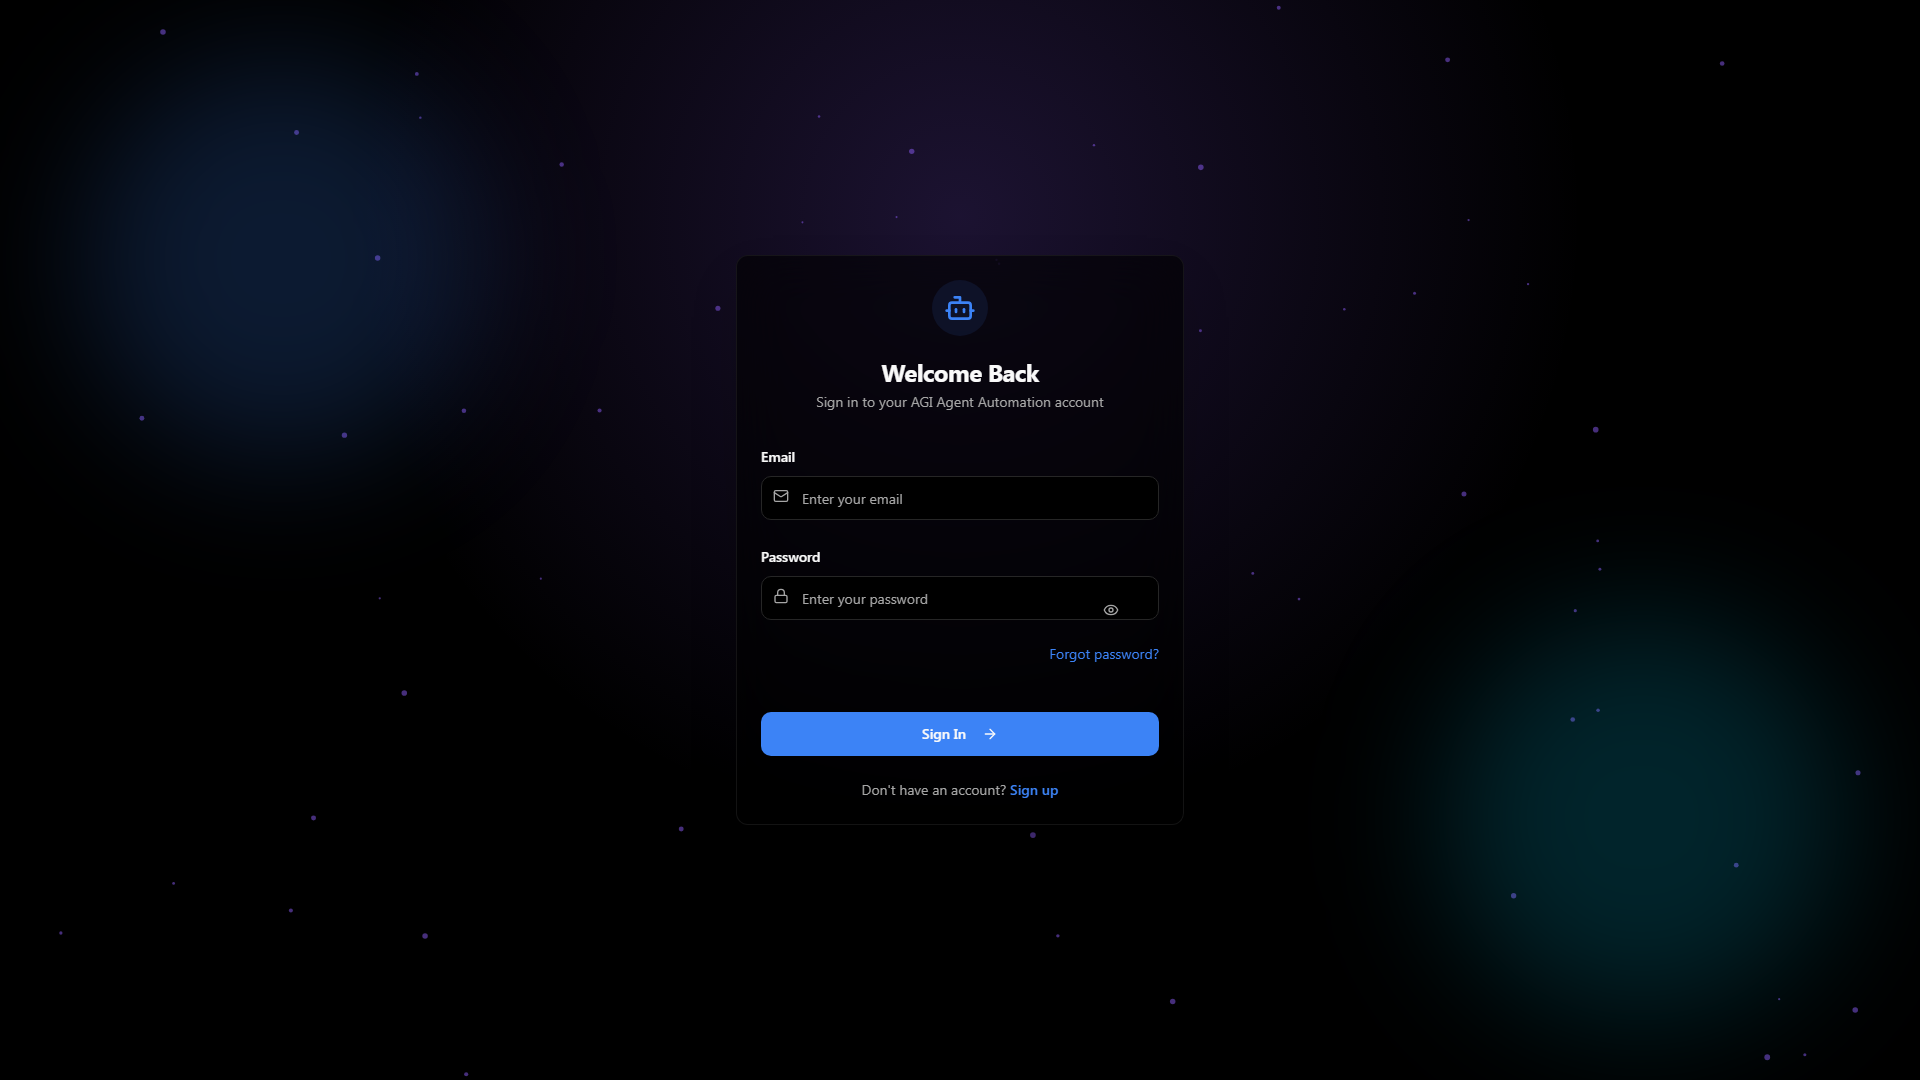 Welcome Back
Sign in to your AGI Agent Automation account
Email
Enter your email
Password
Enter your password
Forgot password?
Sign In
Don't have an account? Sign up